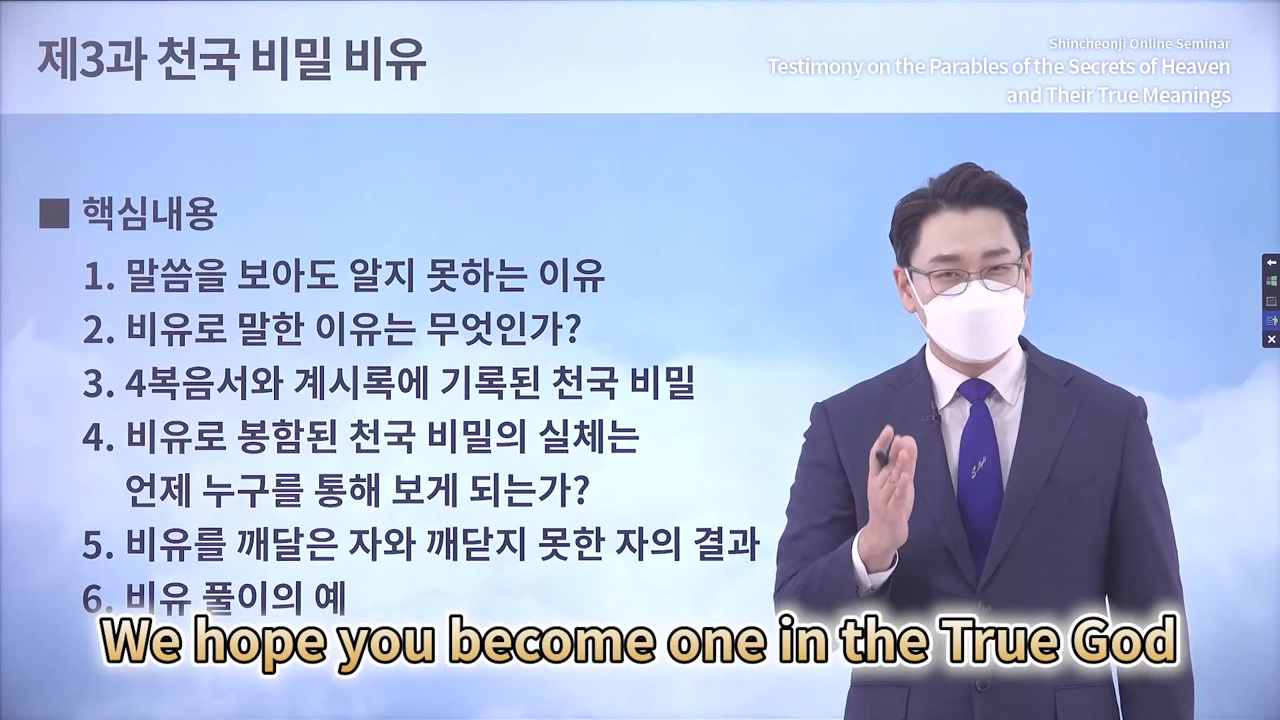 제3과 천국 비밀 비유
Shincheonji Online Seminar
Testimony on the Parables of the Secrets of Heaven
and Their True Meanings
■ 핵심내용
1. 말씀을 보아도 알지 못하는 이유
2. 비유로 말한 이유는 무엇인가?
3. 4복음서와 계시록에 기록된 천국 비밀
4. 비유로 봉함된 천국 비밀의 실체는
언제 누구를 통해 보게 되는가?
5. 비유를 깨달은 자와 깨닫지 못한 자의 결과
6. 비유 풀이의 예
We hope you become one in the True God